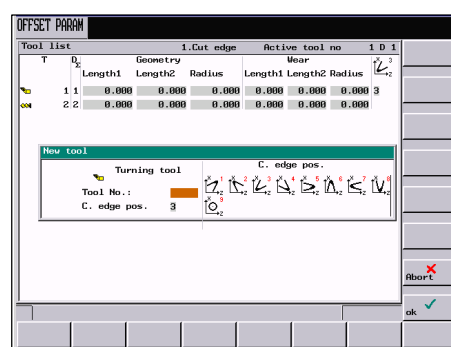 OFFSET PARAM
Tool list 1.Cut edge Active tool no 1 D 1
T D Geometry Wear X 3
Σ Length1 Length2 Radius Length1 Length2 Radius Z
1 1 0.000 0.000 0.000 0.000 0.000 0.000 3
2 2 0.000 0.000 0.000 0.000 0.000 0.000
New tool
Turning tool C. edge pos.
Tool No.: X 1 X 2 X 3 X 4 X 5 X 6 X 7 X 8
Z Z Z Z Z Z Z Z
C. edge pos. 3 X 9
Z
Abort
ok